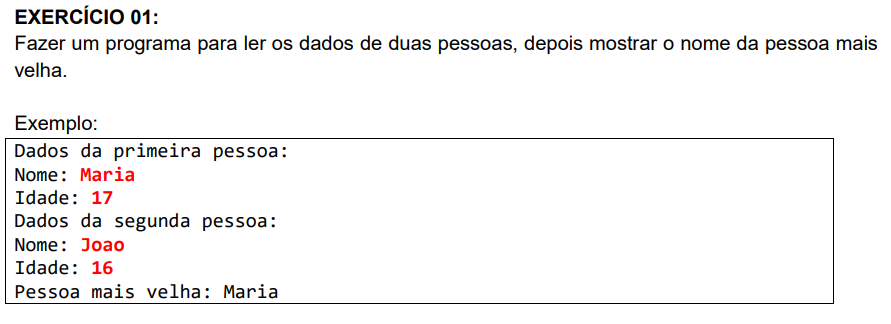 EXERCÍCIO 01:
Fazer um programa para ler os dados de duas pessoas, depois mostrar o nome da pessoa mais
velha.
Exemplo:
Dados da primeira pessoa:
Nome: Maria
Idade: 17
Dados da segunda pessoa:
Nome: Joao
Idade: 16
Pessoa mais velha: Maria